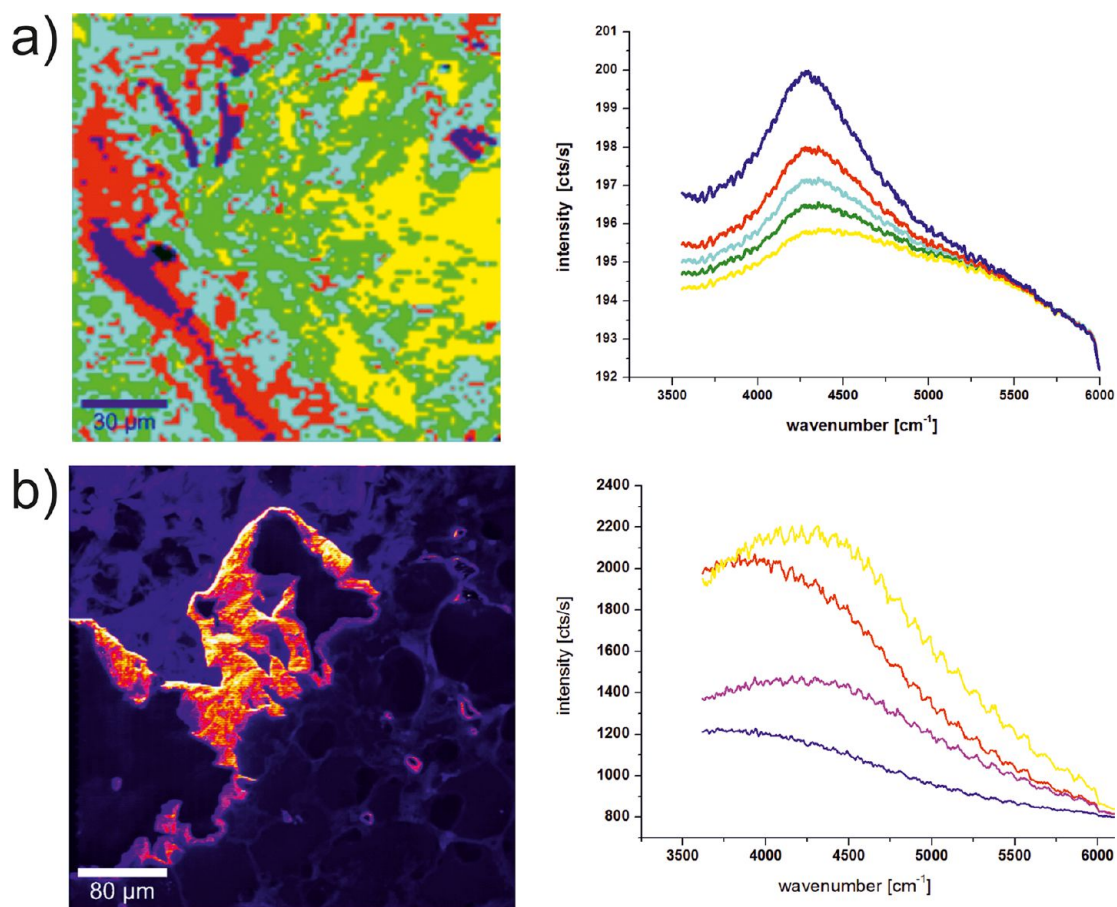 a)
30 µm
201
200
199
198
197
196
195
194
193
192
intensity [cts/s]
3500 4000 4500 5000 5500 6000
wavenumber [cm⁻¹]
b)
80 µm
2400
2200
2000
1800
1600
1400
1200
1000
800
intensity [cts/s]
3500 4000 4500 5000 5500 6000
wavenumber [cm⁻¹]